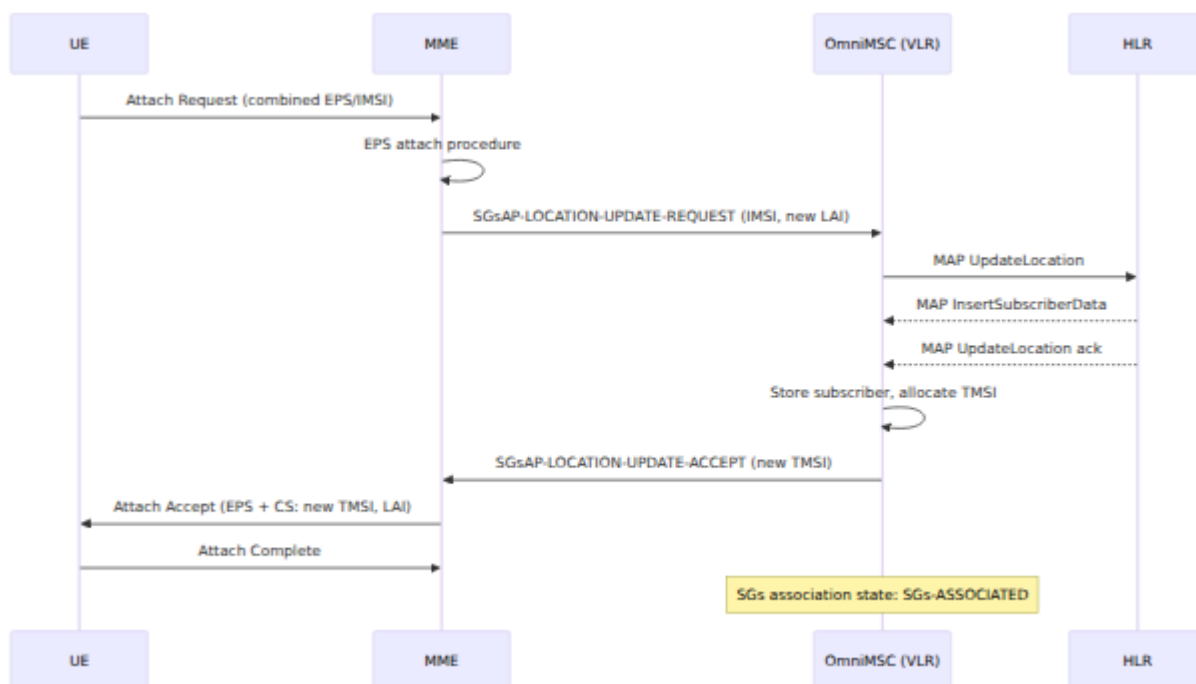 UE
MME
OmniMSC (VLR)
HLR
Attach Request (combined EPS/IMSI)
EPS attach procedure
SGsAP-LOCATION-UPDATE-REQUEST (IMSI, new LAI)
MAP UpdateLocation
MAP InsertSubscriberData
MAP UpdateLocation ack
Store subscriber, allocate TMSI
SGsAP-LOCATION-UPDATE-ACCEPT (new TMSI)
Attach Accept (EPS + CS: new TMSI, LAI)
Attach Complete
SGs association state: SGs-ASSOCIATED
UE
MME
OmniMSC (VLR)
HLR